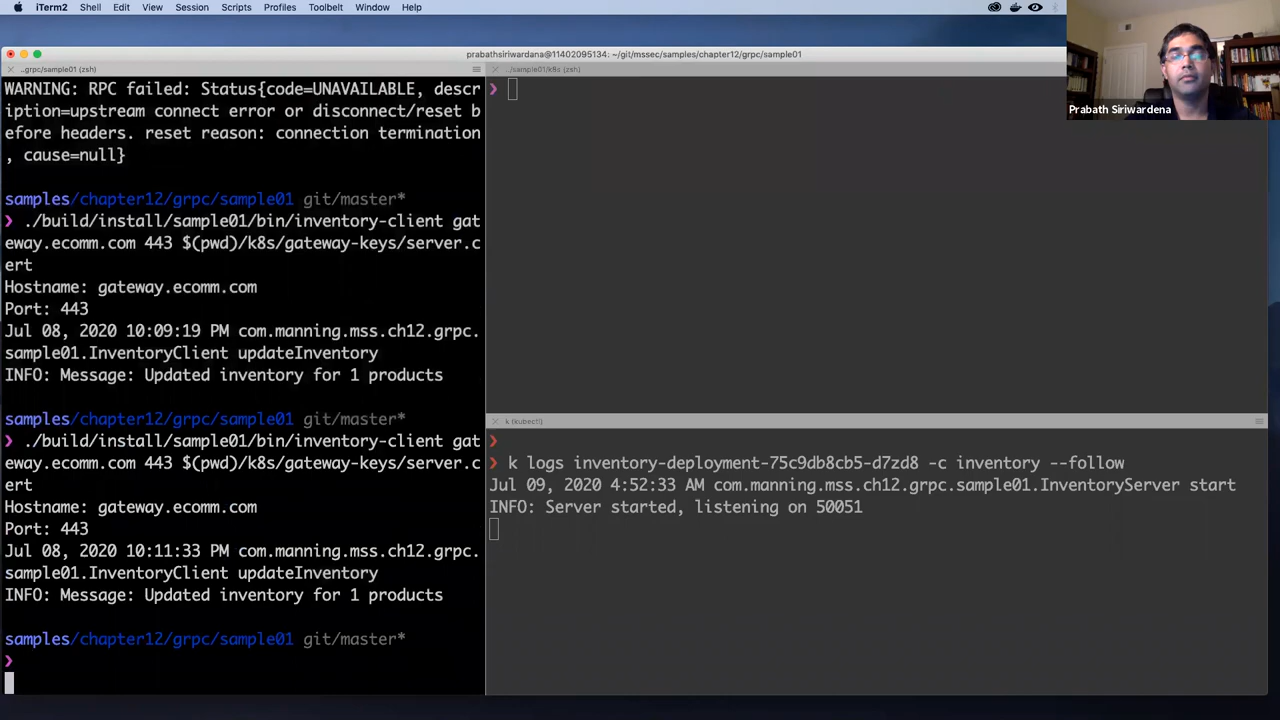 iTerm2 Shell Edit View Session Scripts Profiles Toolbelt Window Help
prabathsiriwardena@11402095134: ~/git/mssec/samples/chapter12/grpc/sample01
..grpc/sample01 (zsh)
WARNING: RPC failed: Status{code=UNAVAILABLE, descr
iption=upstream connect error or disconnect/reset b
efore headers. reset reason: connection termination
, cause=null}
samples/chapter12/grpc/sample01 git/master*
❯ ./build/install/sample01/bin/inventory-client gat
eway.ecomm.com 443 $(pwd)/k8s/gateway-keys/server.c
ert
Hostname: gateway.ecomm.com
Port: 443
Jul 08, 2020 10:09:19 PM com.manning.mss.ch12.grpc.
sample01.InventoryClient updateInventory
INFO: Message: Updated inventory for 1 products
samples/chapter12/grpc/sample01 git/master*
❯ ./build/install/sample01/bin/inventory-client gat
eway.ecomm.com 443 $(pwd)/k8s/gateway-keys/server.c
ert
Hostname: gateway.ecomm.com
Port: 443
Jul 08, 2020 10:11:33 PM com.manning.mss.ch12.grpc.
sample01.InventoryClient updateInventory
INFO: Message: Updated inventory for 1 products
samples/chapter12/grpc/sample01 git/master*
❯
../sample01/k8s (zsh)
❯
k (kubectl)
❯
❯ k logs inventory-deployment-75c9db8cb5-d7zd8 -c inventory --follow
Jul 09, 2020 4:52:33 AM com.manning.mss.ch12.grpc.sample01.InventoryServer start
INFO: Server started, listening on 50051
Prabath Siriwardena